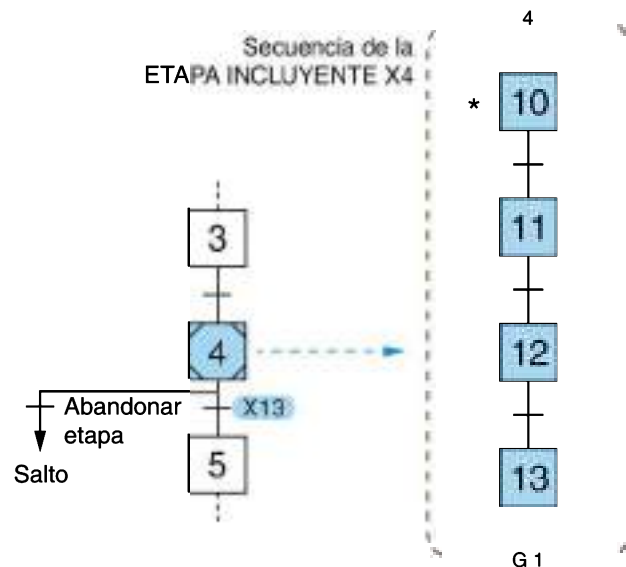 Secuencia de la
ETAPA INCLUYENTE X4
3
4
X13
Abandonar
etapa
5
Salto
4
*
10
11
12
13
G 1